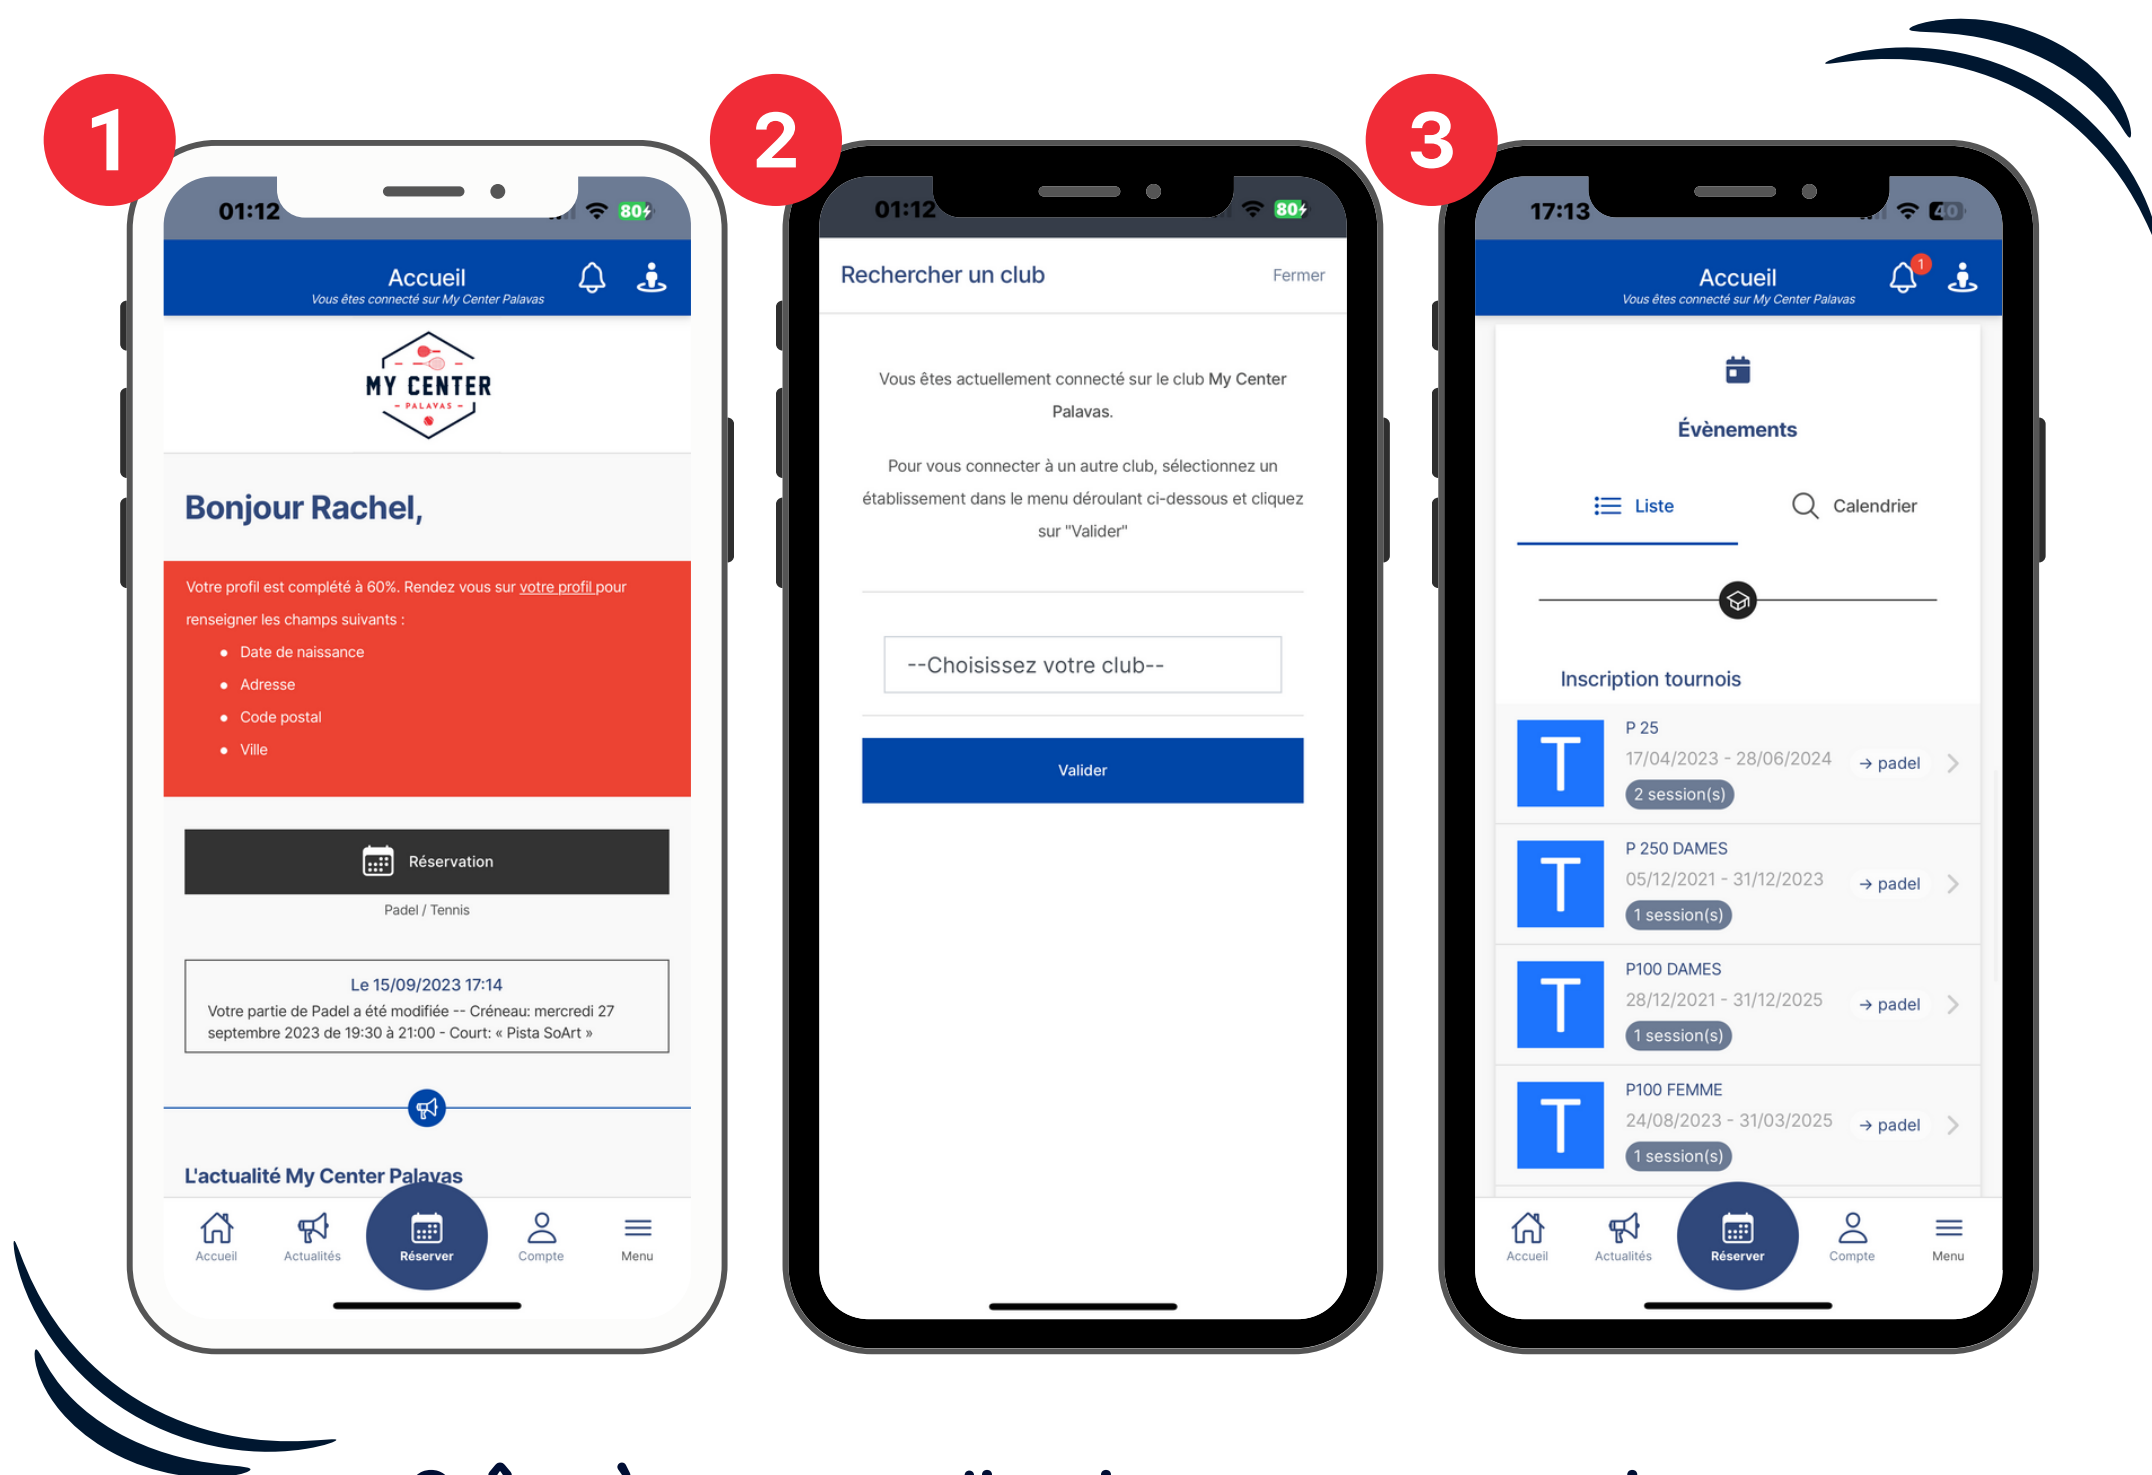 1
01:12
80
Accueil
Vous êtes connecté sur My Center Palavas
MY CENTER
- PALAVAS -
Bonjour Rachel,
Votre profil est complété à 60%. Rendez vous sur votre profil pour
renseigner les champs suivants :
• Date de naissance
• Adresse
• Code postal
• Ville
Réservation
Padel / Tennis
Le 15/09/2023 17:14
Votre partie de Padel a été modifiée -- Créneau: mercredi 27
septembre 2023 de 19:30 à 21:00 - Court: « Pista SoArt »
L'actualité My Center Palavas
Accueil
Actualités
Réserver
Compte
Menu
2
01:12
80
Rechercher un club
Fermer
Vous êtes actuellement connecté sur le club My Center
Palavas.
Pour vous connecter à un autre club, sélectionnez un
établissement dans le menu déroulant ci-dessous et cliquez
sur "Valider"
--Choisissez votre club--
Valider
3
17:13
40
Accueil
1
Vous êtes connecté sur My Center Palavas
Évènements
Liste
Calendrier
Inscription tournois
T
P 25
17/04/2023 - 28/06/2024
→ padel
2 session(s)
T
P 250 DAMES
05/12/2021 - 31/12/2023
→ padel
1 session(s)
T
P100 DAMES
28/12/2021 - 31/12/2025
→ padel
1 session(s)
T
P100 FEMME
24/08/2023 - 31/03/2025
→ padel
1 session(s)
Accueil
Actualités
Réserver
Compte
Menu